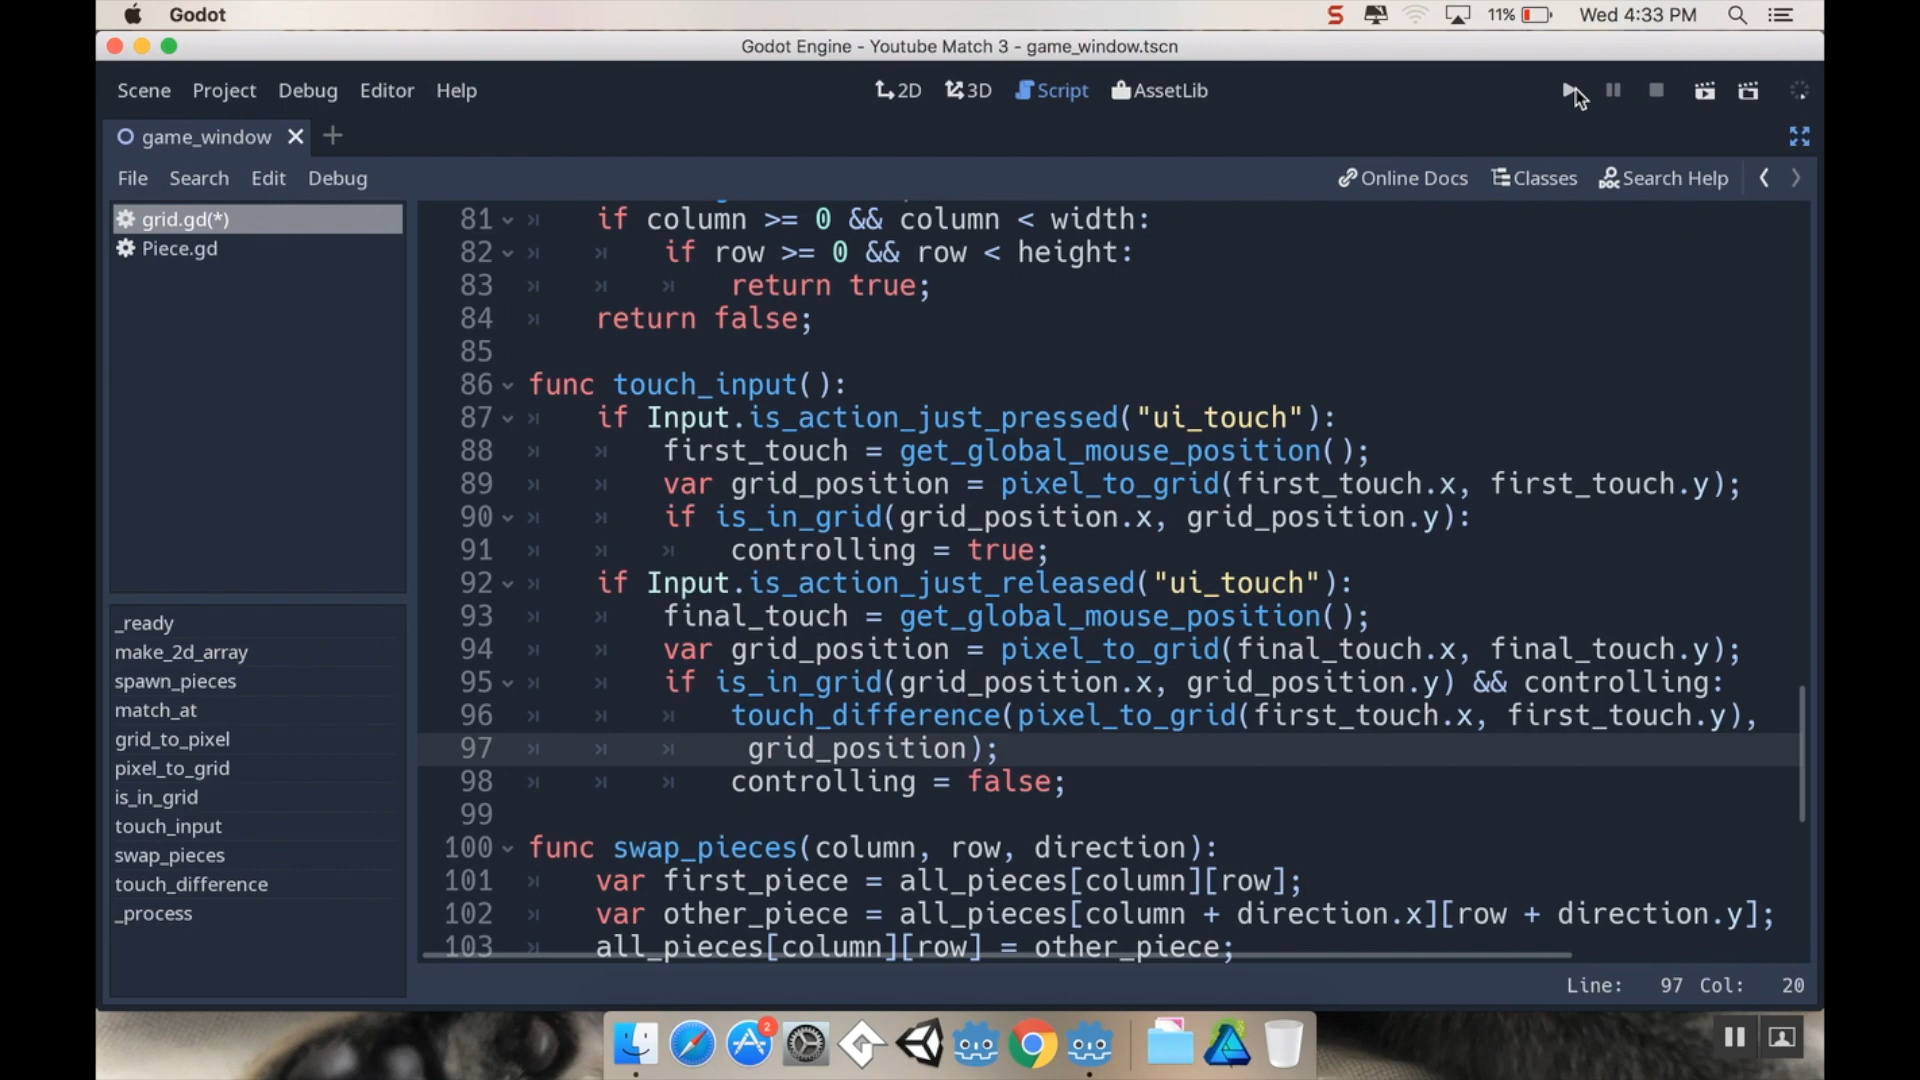 Godot
S
11%
Wed 4:33 PM
Godot Engine - Youtube Match 3 - game_window.tscn
Scene Project Debug Editor Help
2D 3D Script AssetLib
game_window
File Search Edit Debug
Online Docs Classes Search Help
grid.gd(*)
Piece.gd
_ready
make_2d_array
spawn_pieces
match_at
grid_to_pixel
pixel_to_grid
is_in_grid
touch_input
swap_pieces
touch_difference
_process
81 if column >= 0 && column < width:
82 if row >= 0 && row < height:
83 return true;
84 return false;
85
86 func touch_input():
87 if Input.is_action_just_pressed("ui_touch"):
88 first_touch = get_global_mouse_position();
89 var grid_position = pixel_to_grid(first_touch.x, first_touch.y);
90 if is_in_grid(grid_position.x, grid_position.y):
91 controlling = true;
92 if Input.is_action_just_released("ui_touch"):
93 final_touch = get_global_mouse_position();
94 var grid_position = pixel_to_grid(final_touch.x, final_touch.y);
95 if is_in_grid(grid_position.x, grid_position.y) && controlling:
96 touch_difference(pixel_to_grid(first_touch.x, first_touch.y),
97 grid_position);
98 controlling = false;
99
100 func swap_pieces(column, row, direction):
101 var first_piece = all_pieces[column][row];
102 var other_piece = all_pieces[column + direction.x][row + direction.y];
103 all_pieces[column][row] = other_piece;
Line: 97 Col: 20
2